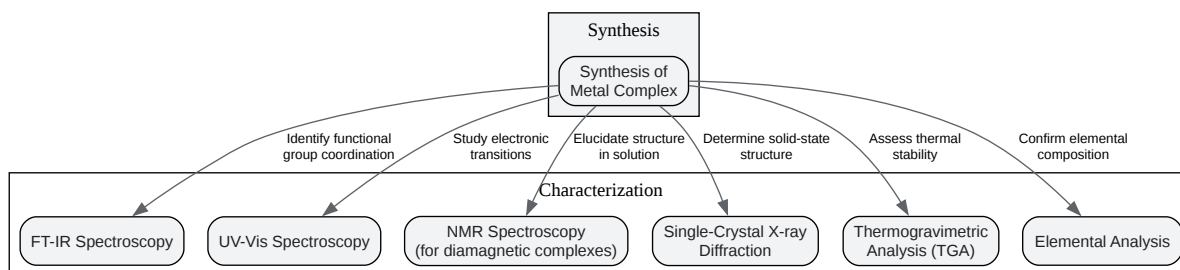 Synthesis
Synthesis of
Metal Complex
Identify functional
group coordination
Study electronic
transitions
Elucidate structure
in solution
Determine solid-state
structure
Assess thermal
stability
Confirm elemental
composition
Characterization
FT-IR Spectroscopy
UV-Vis Spectroscopy
NMR Spectroscopy
(for diamagnetic complexes)
Single-Crystal X-ray
Diffraction
Thermogravimetric
Analysis (TGA)
Elemental Analysis